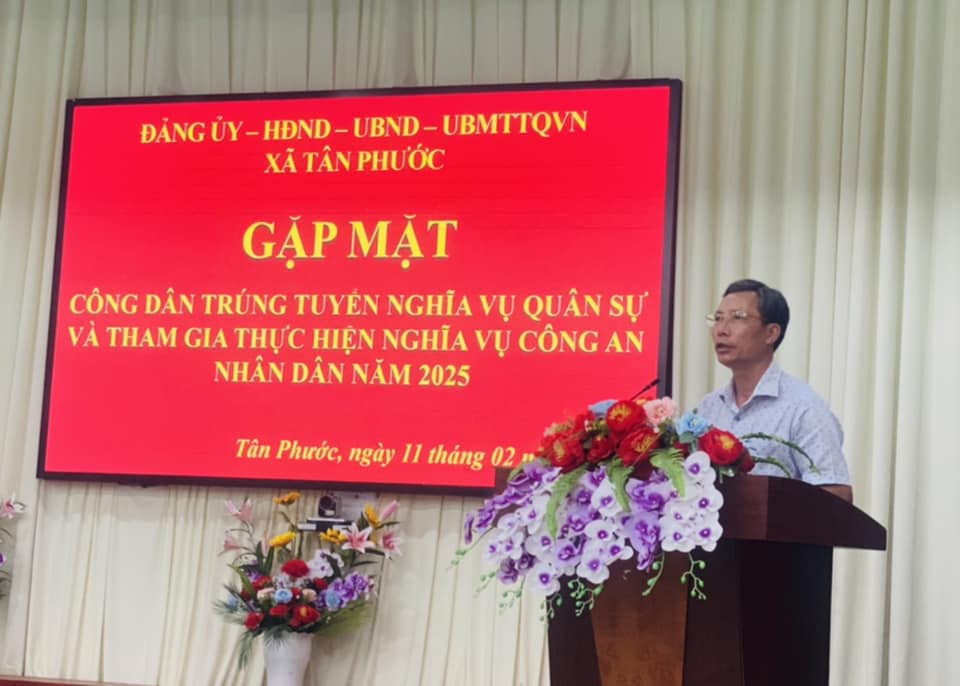 ĐẢNG ỦY – HĐND – UBND – UBMTTQVN
XÃ TÂN PHƯỚC
GẶP MẶT
CÔNG DÂN TRÚNG TUYỂN NGHĨA VỤ QUÂN SỰ
VÀ THAM GIA THỰC HIỆN NGHĨA VỤ CÔNG AN
NHÂN DÂN NĂM 2025
Tân Phước, ngày 11 tháng 02